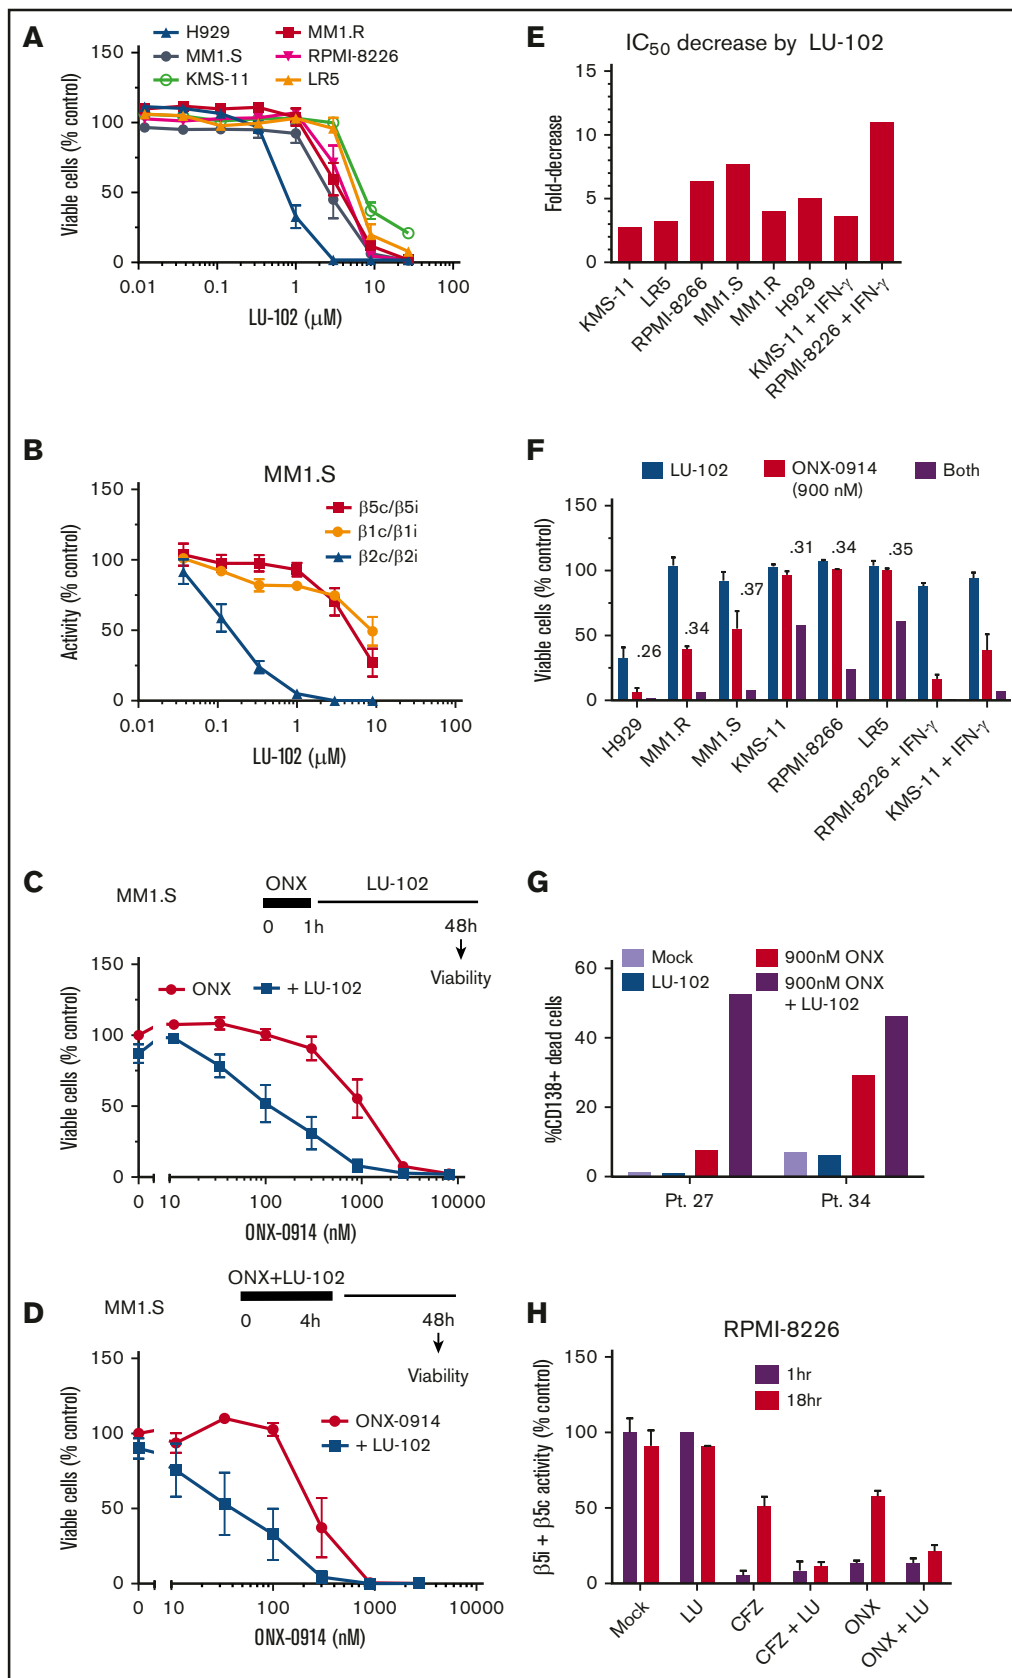 A
H929
MM1.R
MM1.S
RPMI-8226
KMS-11
LR5
Viable cells (% control)
150
100
50
0
0.01
0.1
1
10
100
LU-102 (μM)
B
MM1.S
β5c/β5i
β1c/β1i
β2c/β2i
Activity (% control)
150
100
50
0
0.01
0.1
1
10
100
LU-102 (μM)
C
MM1.S
ONX
LU-102
0
1h
48h
Viability
ONX
+ LU-102
Viable cells (% control)
150
100
50
0
0
10
100
1000
10000
ONX-0914 (nM)
D
MM1.S
ONX+LU-102
0
4h
48h
Viability
ONX-0914
+ LU-102
Viable cells (% control)
150
100
50
0
0
10
100
1000
10000
ONX-0914 (nM)
E
IC50 decrease by LU-102
Fold-decrease
15
10
5
0
KMS-11
LR5
RPMI-8266
MM1.S
MM1.R
H929
KMS-11 + IFN-γ
RPMI-8226 + IFN-γ
F
LU-102
ONX-0914
(900 nM)
Both
Viable cells (% control)
150
100
50
0
.26
.34
.37
.31
.34
.35
H929
MM1.R
MM1.S
KMS-11
RPMI-8266
LR5
RPMI-8226 + IFN-γ
KMS-11 + IFN-γ
G
Mock
LU-102
900nM ONX
900nM ONX
+ LU-102
%CD138+ dead cells
60
40
20
0
Pt. 27
Pt. 34
H
RPMI-8226
1hr
18hr
β5i + β5c activity (% control)
150
100
50
0
Mock
LU
CFZ
CFZ + LU
ONX
ONX + LU